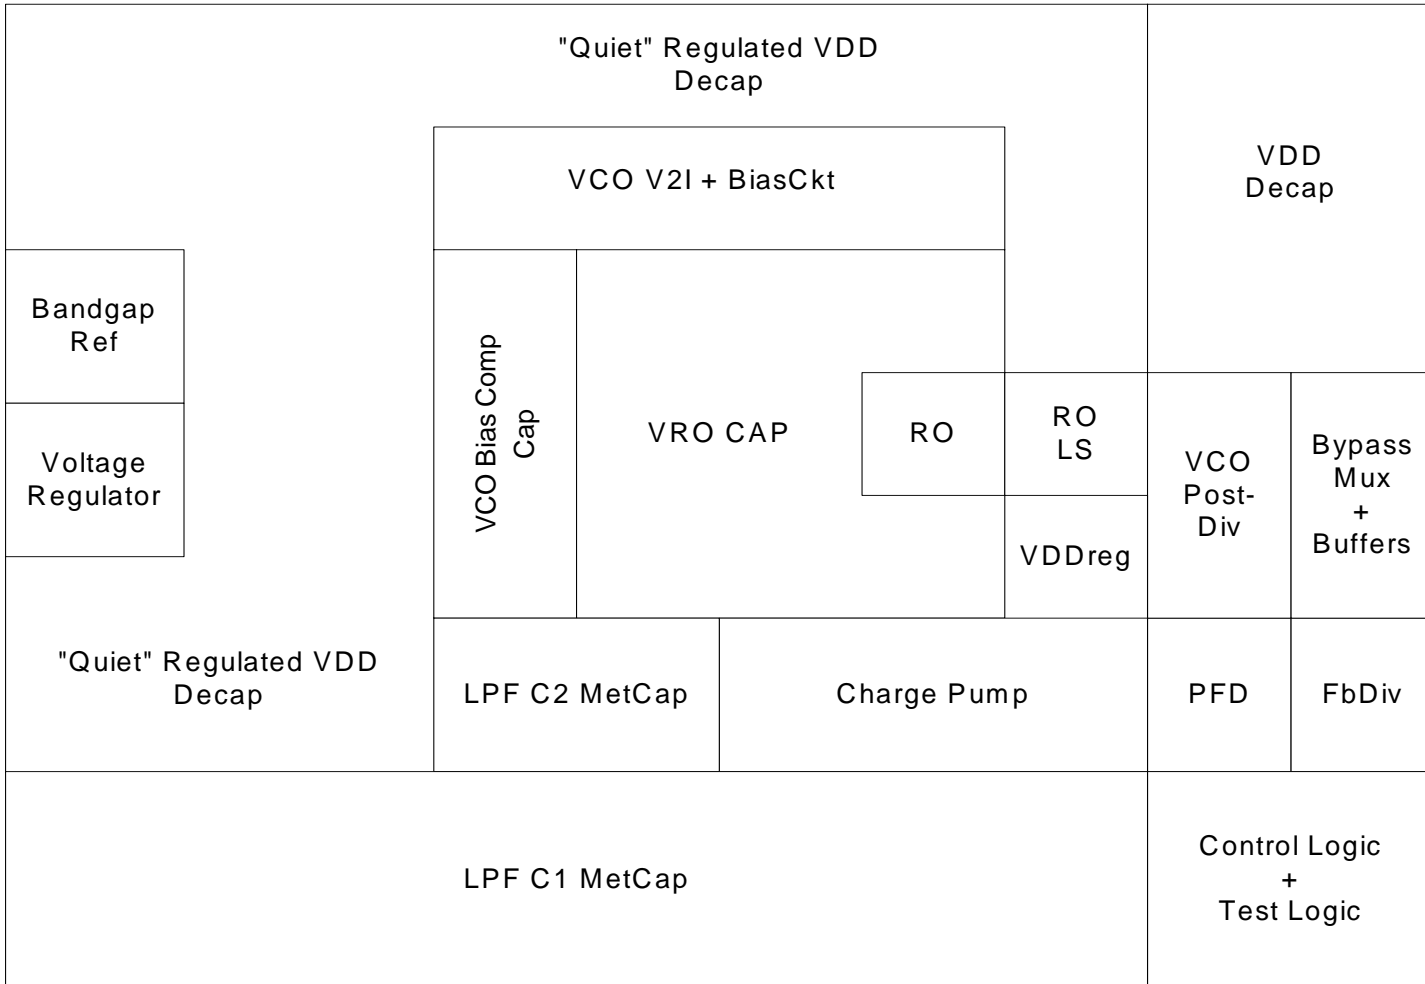 "Quiet" Regulated VDD
Decap
VDD
Decap
VCO V2I + BiasCkt
Bandgap
Ref
Voltage
Regulator
VCO Bias Comp
Cap
VRO CAP
RO
RO
LS
VDDreg
VCO
Post-
Div
Bypass
Mux
+
Buffers
"Quiet" Regulated VDD
Decap
LPF C2 MetCap
Charge Pump
PFD
FbDiv
LPF C1 MetCap
Control Logic
+
Test Logic